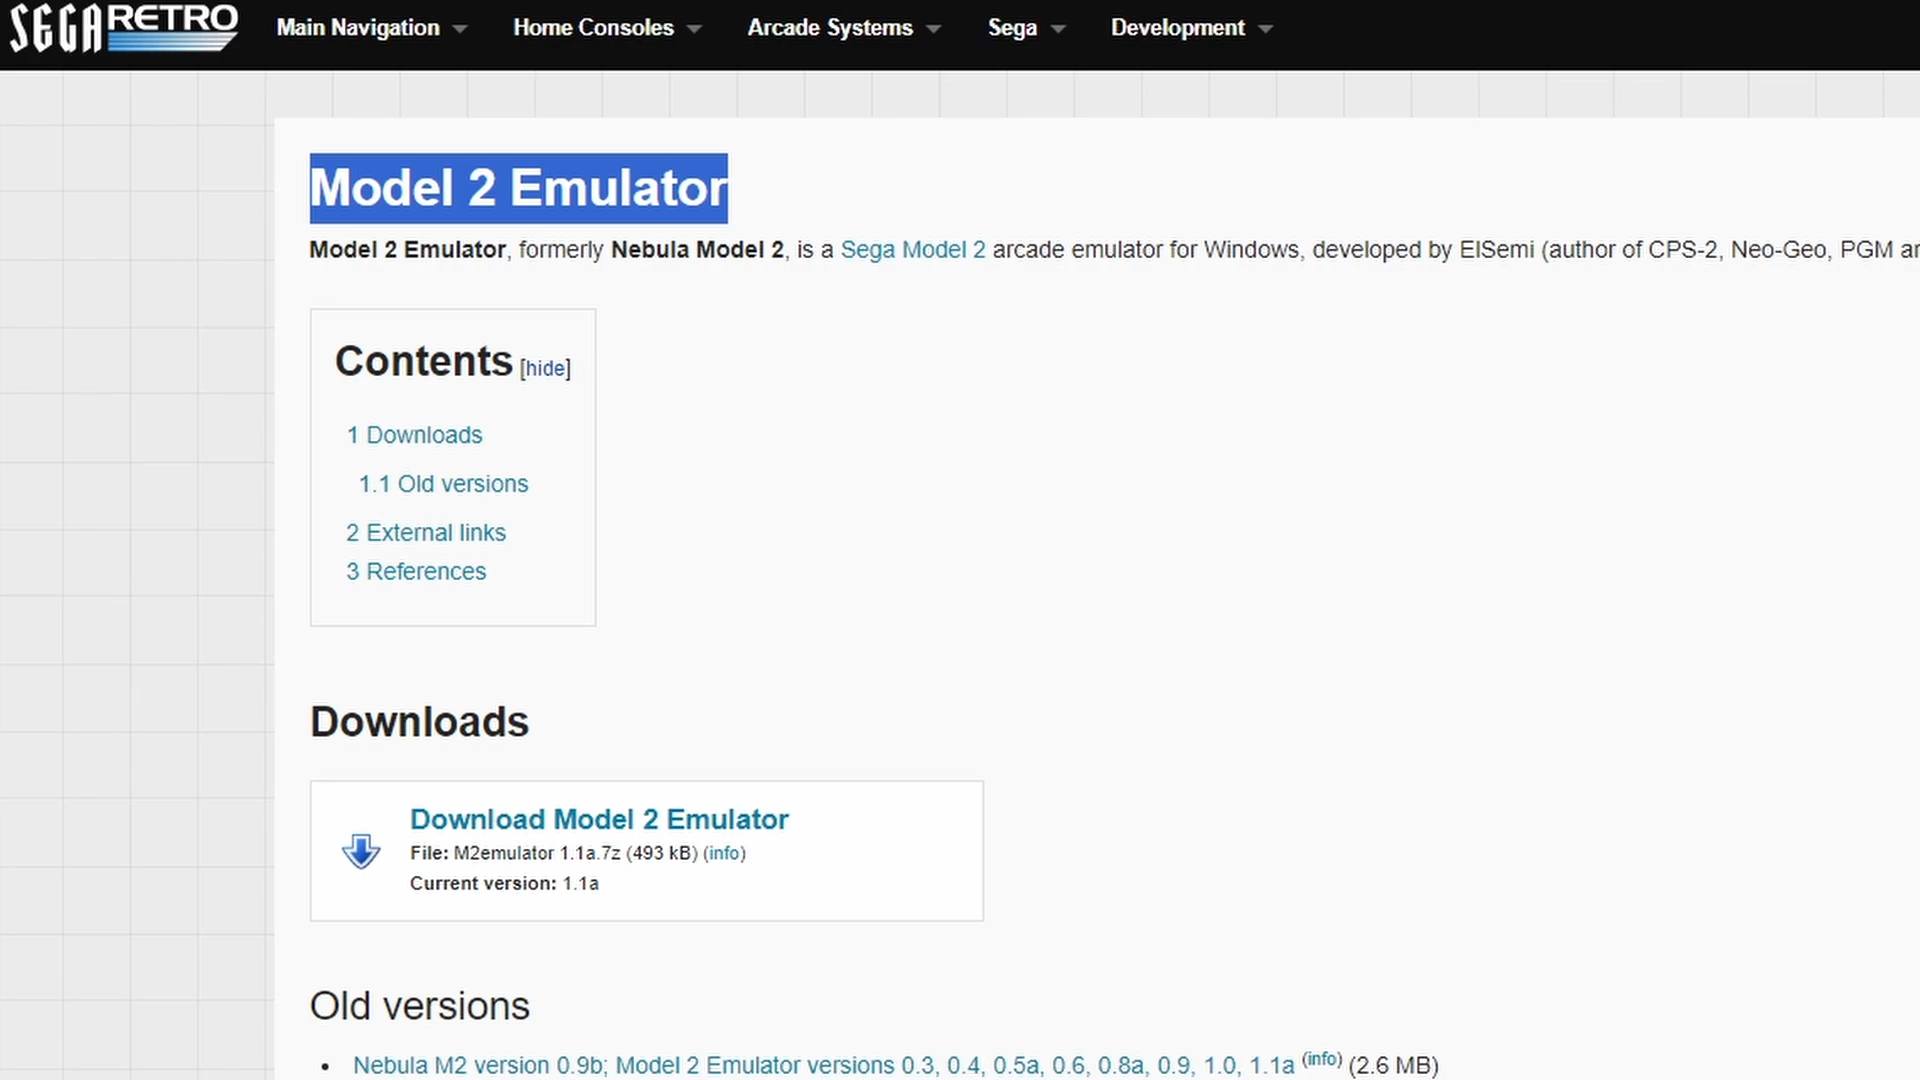 SEGA RETRO
Main Navigation
Home Consoles
Arcade Systems
Sega
Development
Model 2 Emulator
Model 2 Emulator, formerly Nebula Model 2, is a Sega Model 2 arcade emulator for Windows, developed by ElSemi (author of CPS-2, Neo-Geo, PGM
Contents [hide]
1 Downloads
1.1 Old versions
2 External links
3 References
Downloads
Download Model 2 Emulator
File: M2emulator 1.1a.7z (493 kB) (info)
Current version: 1.1a
Old versions
• Nebula M2 version 0.9b; Model 2 Emulator versions 0.3, 0.4, 0.5a, 0.6, 0.8a, 0.9, 1.0, 1.1a (info) (2.6 MB)